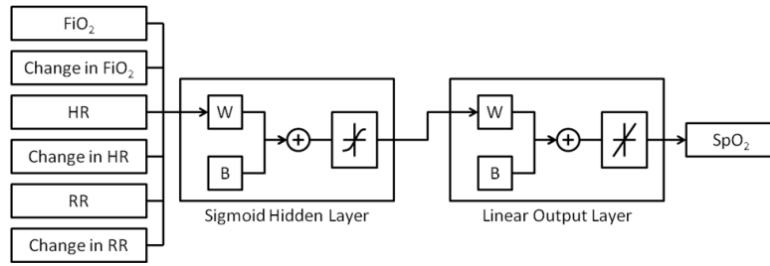 FiO₂
Change in FiO₂
HR
Change in HR
RR
Change in RR
W
B
Sigmoid Hidden Layer
W
B
Linear Output Layer
SpO₂